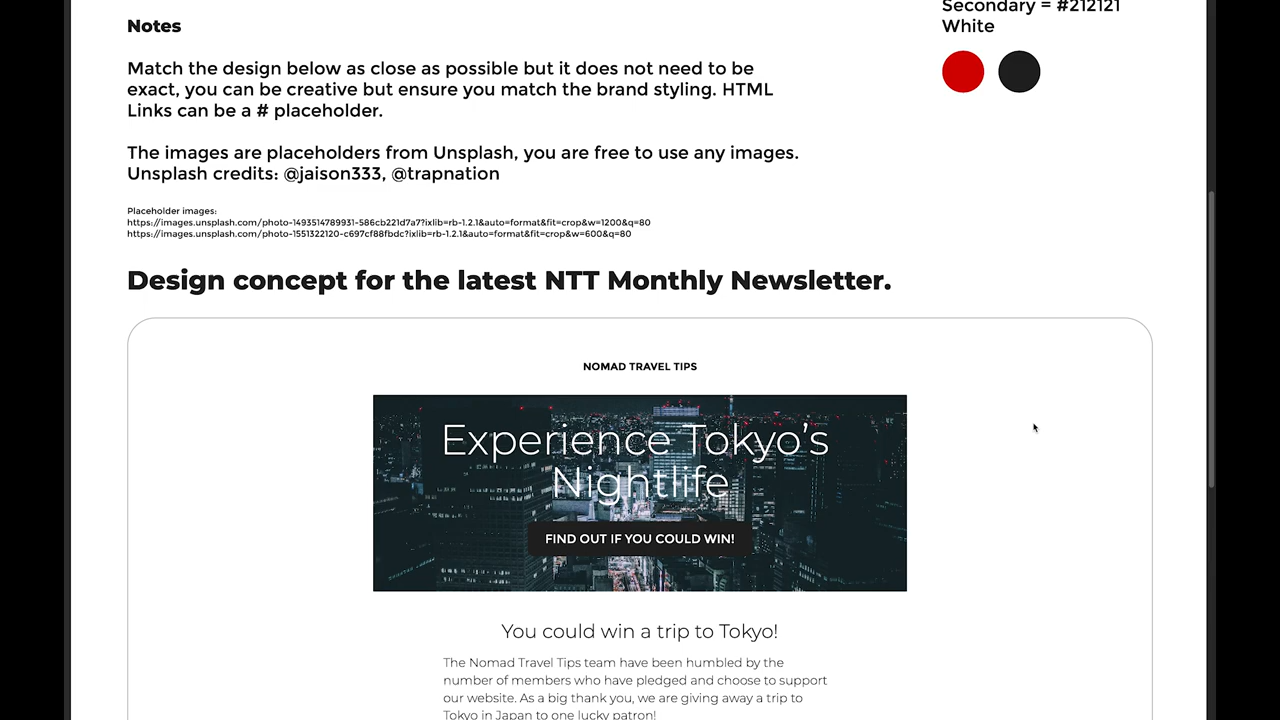 Secondary = #212121
White
Notes
Match the design below as close as possible but it does not need to be
exact, you can be creative but ensure you match the brand styling. HTML
Links can be a # placeholder.
The images are placeholders from Unsplash, you are free to use any images.
Unsplash credits: @jaison333, @trapnation
Placeholder images:
https://images.unsplash.com/photo-1493514789931-586cb221d7a7?ixlib=rb-1.2.1&auto=format&fit=crop&w=1200&q=80
https://images.unsplash.com/photo-1551322120-c697cf88fbdc?ixlib=rb-1.2.1&auto=format&fit=crop&w=600&q=80
Design concept for the latest NTT Monthly Newsletter.
NOMAD TRAVEL TIPS
Experience Tokyo's
Nightlife
FIND OUT IF YOU COULD WIN!
You could win a trip to Tokyo!
The Nomad Travel Tips team have been humbled by the
number of members who have pledged and choose to support
our website. As a big thank you, we are giving away a trip to
Tokyo in Japan to one lucky patron!